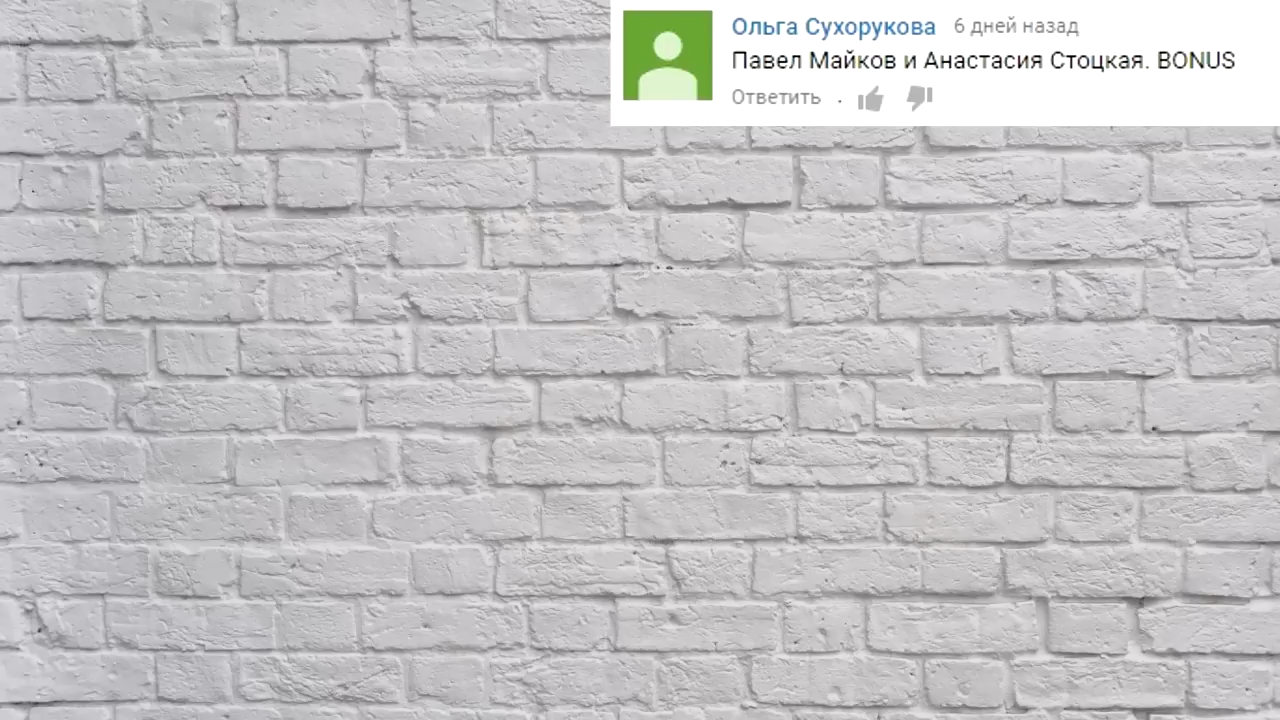 Ольга Сухорукова 6 дней назад
Павел Майков и Анастасия Стоцкая. BONUS
Ответить